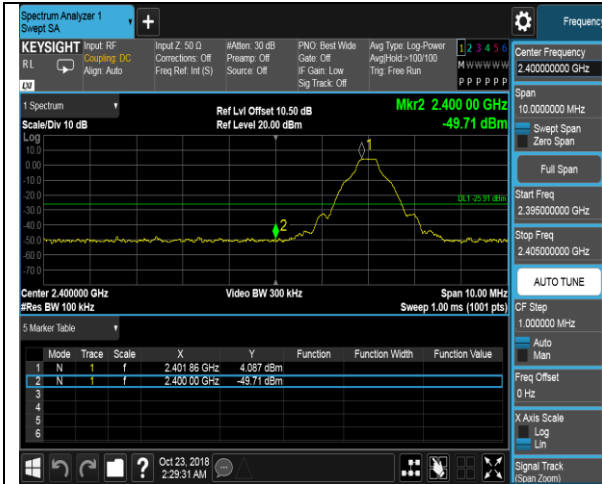 Spectrum Analyzer 1
Swept SA
Frequency
KEYSIGHT
RL
LXI
Input: RF
Coupling: DC
Align: Auto
Input Z: 50 Ω
Corrections: Off
Freq Ref: Int (S)
#Atten: 30 dB
Preamp: Off
Source: Off
PNO: Best Wide
Gate: Off
IF Gain: Low
Sig Track: Off
Avg Type: Log-Power
Avg|Hold:>100/100
Trig: Free Run
1 2 3 4 5 6
M W W W W W
P P P P P P
1 Spectrum
Scale/Div 10 dB
Ref Lvl Offset 10.50 dB
Ref Level 20.00 dBm
Mkr2 2.400 00 GHz
-49.71 dBm
Log
10.0
0.00
-10.0
-20.0
-30.0
-40.0
-50.0
-60.0
-70.0
1
2
DL1 -25.91 dBm
Center 2.400000 GHz
#Res BW 100 kHz
Video BW 300 kHz
Span 10.00 MHz
Sweep 1.00 ms (1001 pts)
5 Marker Table
Mode Trace Scale X Y Function Function Width Function Value
1 N 1 f 2.401 86 GHz 4.087 dBm
2 N 1 f 2.400 00 GHz -49.71 dBm
3
4
5
6
Oct 23, 2018
2:29:31 AM
Center Frequency
2.400000000 GHz
Span
10.0000000 MHz
Swept Span
Zero Span
Full Span
Start Freq
2.395000000 GHz
Stop Freq
2.405000000 GHz
AUTO TUNE
CF Step
1.000000 MHz
Auto
Man
Freq Offset
0 Hz
X Axis Scale
Log
Lin
Signal Track
(Span Zoom)